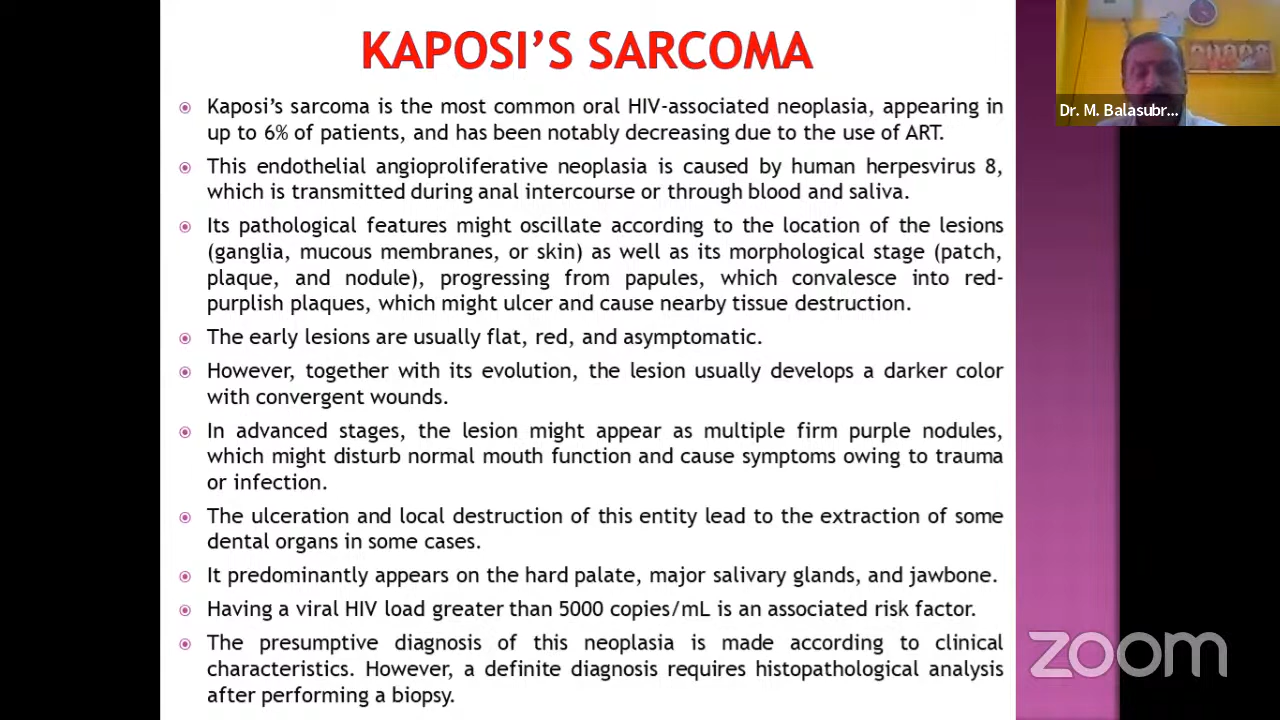 KAPOSI'S SARCOMA
Kaposi's sarcoma is the most common oral HIV-associated neoplasia, appearing in
up to 6% of patients, and has been notably decreasing due to the use of ART.
This endothelial angioproliferative neoplasia is caused by human herpesvirus 8,
which is transmitted during anal intercourse or through blood and saliva.
Its pathological features might oscillate according to the location of the lesions
(ganglia, mucous membranes, or skin) as well as its morphological stage (patch,
plaque, and nodule), progressing from papules, which convalesce into red-
purplish plaques, which might ulcer and cause nearby tissue destruction.
The early lesions are usually flat, red, and asymptomatic.
However, together with its evolution, the lesion usually develops a darker color
with convergent wounds.
In advanced stages, the lesion might appear as multiple firm purple nodules,
which might disturb normal mouth function and cause symptoms owing to trauma
or infection.
The ulceration and local destruction of this entity lead to the extraction of some
dental organs in some cases.
It predominantly appears on the hard palate, major salivary glands, and jawbone.
Having a viral HIV load greater than 5000 copies/mL is an associated risk factor.
The presumptive diagnosis of this neoplasia is made according to clinical
characteristics. However, a definite diagnosis requires histopathological analysis
after performing a biopsy.
Dr. M. Balasubr...
zoom